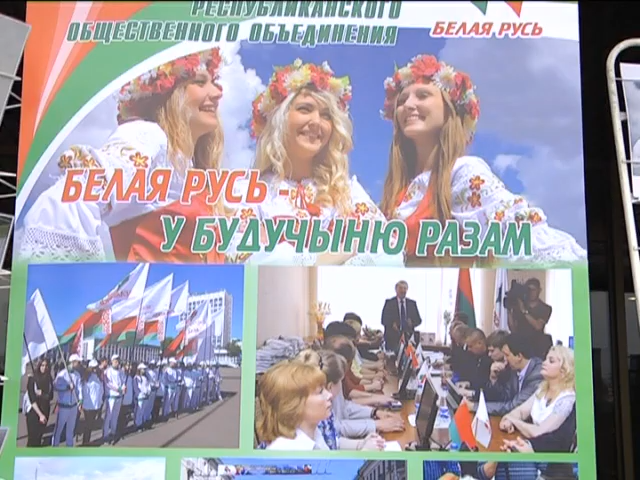 РЕСПУБЛИКАНСКОГО
ОБЩЕСТВЕННОГО ОБЪЕДИНЕНИЯ
БЕЛАЯ РУСЬ
БЕЛАЯ РУСЬ -
У БУДУЧЫНЮ РАЗАМ